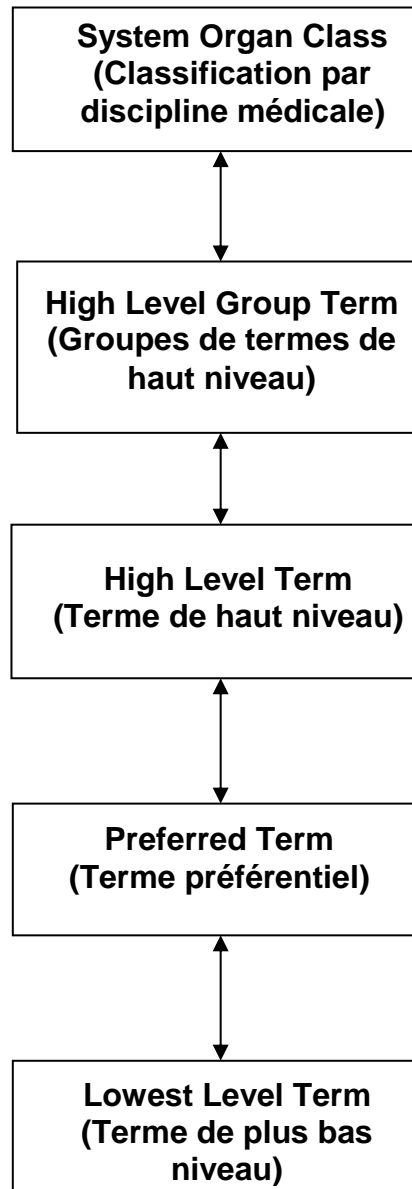 System Organ Class
(Classification par
discipline médicale)
High Level Group Term
(Groupes de termes de
haut niveau)
High Level Term
(Terme de haut niveau)
Preferred Term
(Terme préférentiel)
Lowest Level Term
(Terme de plus bas
niveau)